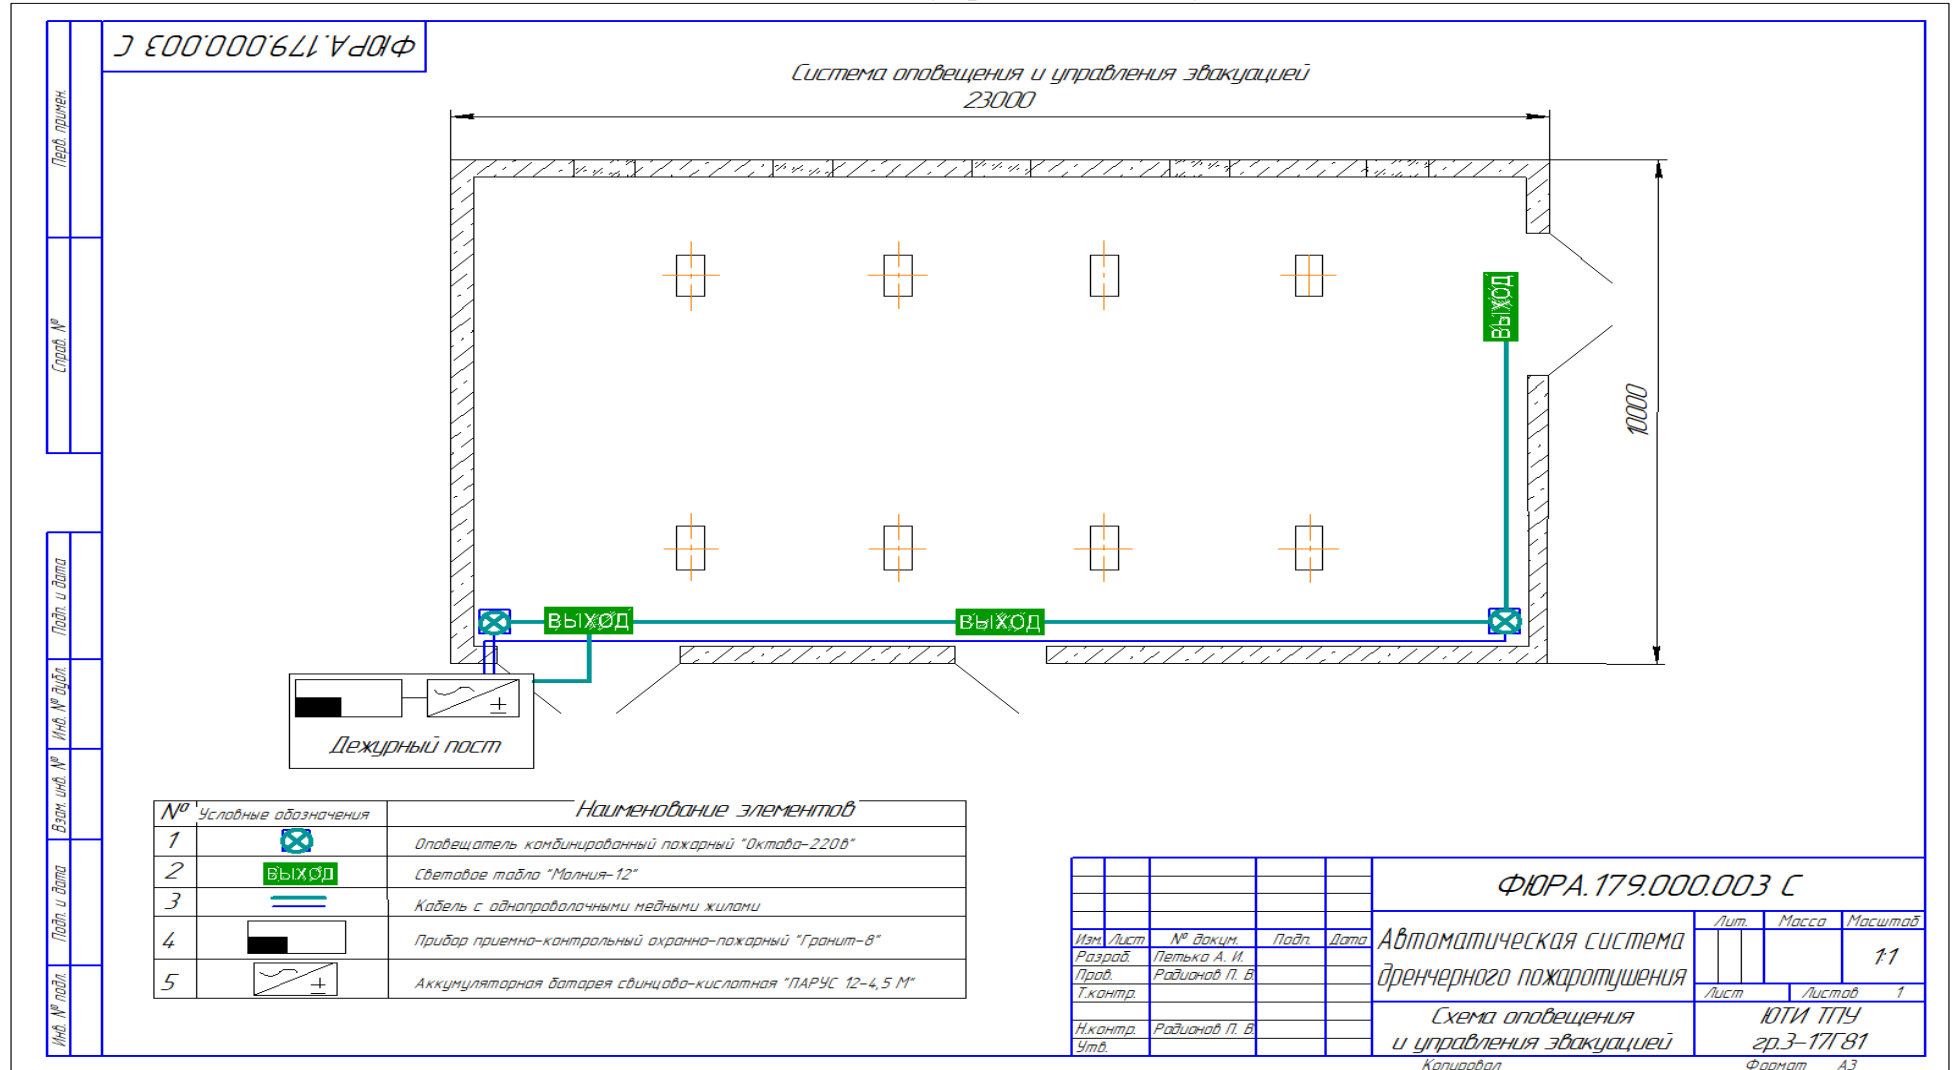 ФЮРА.179.000.003 С
Система оповещения и управления эвакуацией
23000
10000
Перв. примен.
Справ. №
Подп. и дата
Инв. № дубл.
Взам. инв. №
Подп. и дата
Инв. № подл.
ВЫХОД
ВЫХОД
ВЫХОД
Дежурный пост
№ Условные обозначения Наименование элементов
1 Оповещатель комбинированный пожарный "Октава-220в"
2 ВЫХОД Световое табло "Молния-12"
3 Кабель с однопроволочными медными жилами
4 Прибор приемно-контрольный охранно-пожарный "Гранит-8"
5 Аккумуляторная батарея свинцово-кислотная "ПАРУС 12-4,5 М"
ФЮРА.179.000.003 С
Изм. Лист № докум. Подп. Дата
Разраб. Петько А. И.
Пров. Родионов П. В.
Т.контр.
Н.контр. Родионов П. В.
Утв.
Автоматическая система
дренчерного пожаротушения
Лит. Масса Масштаб
1:1
Лист Листов 1
Схема оповещения
и управления эвакуацией
ЮТИ ТПУ
гр.З-17Г81
Копировал Формат А3